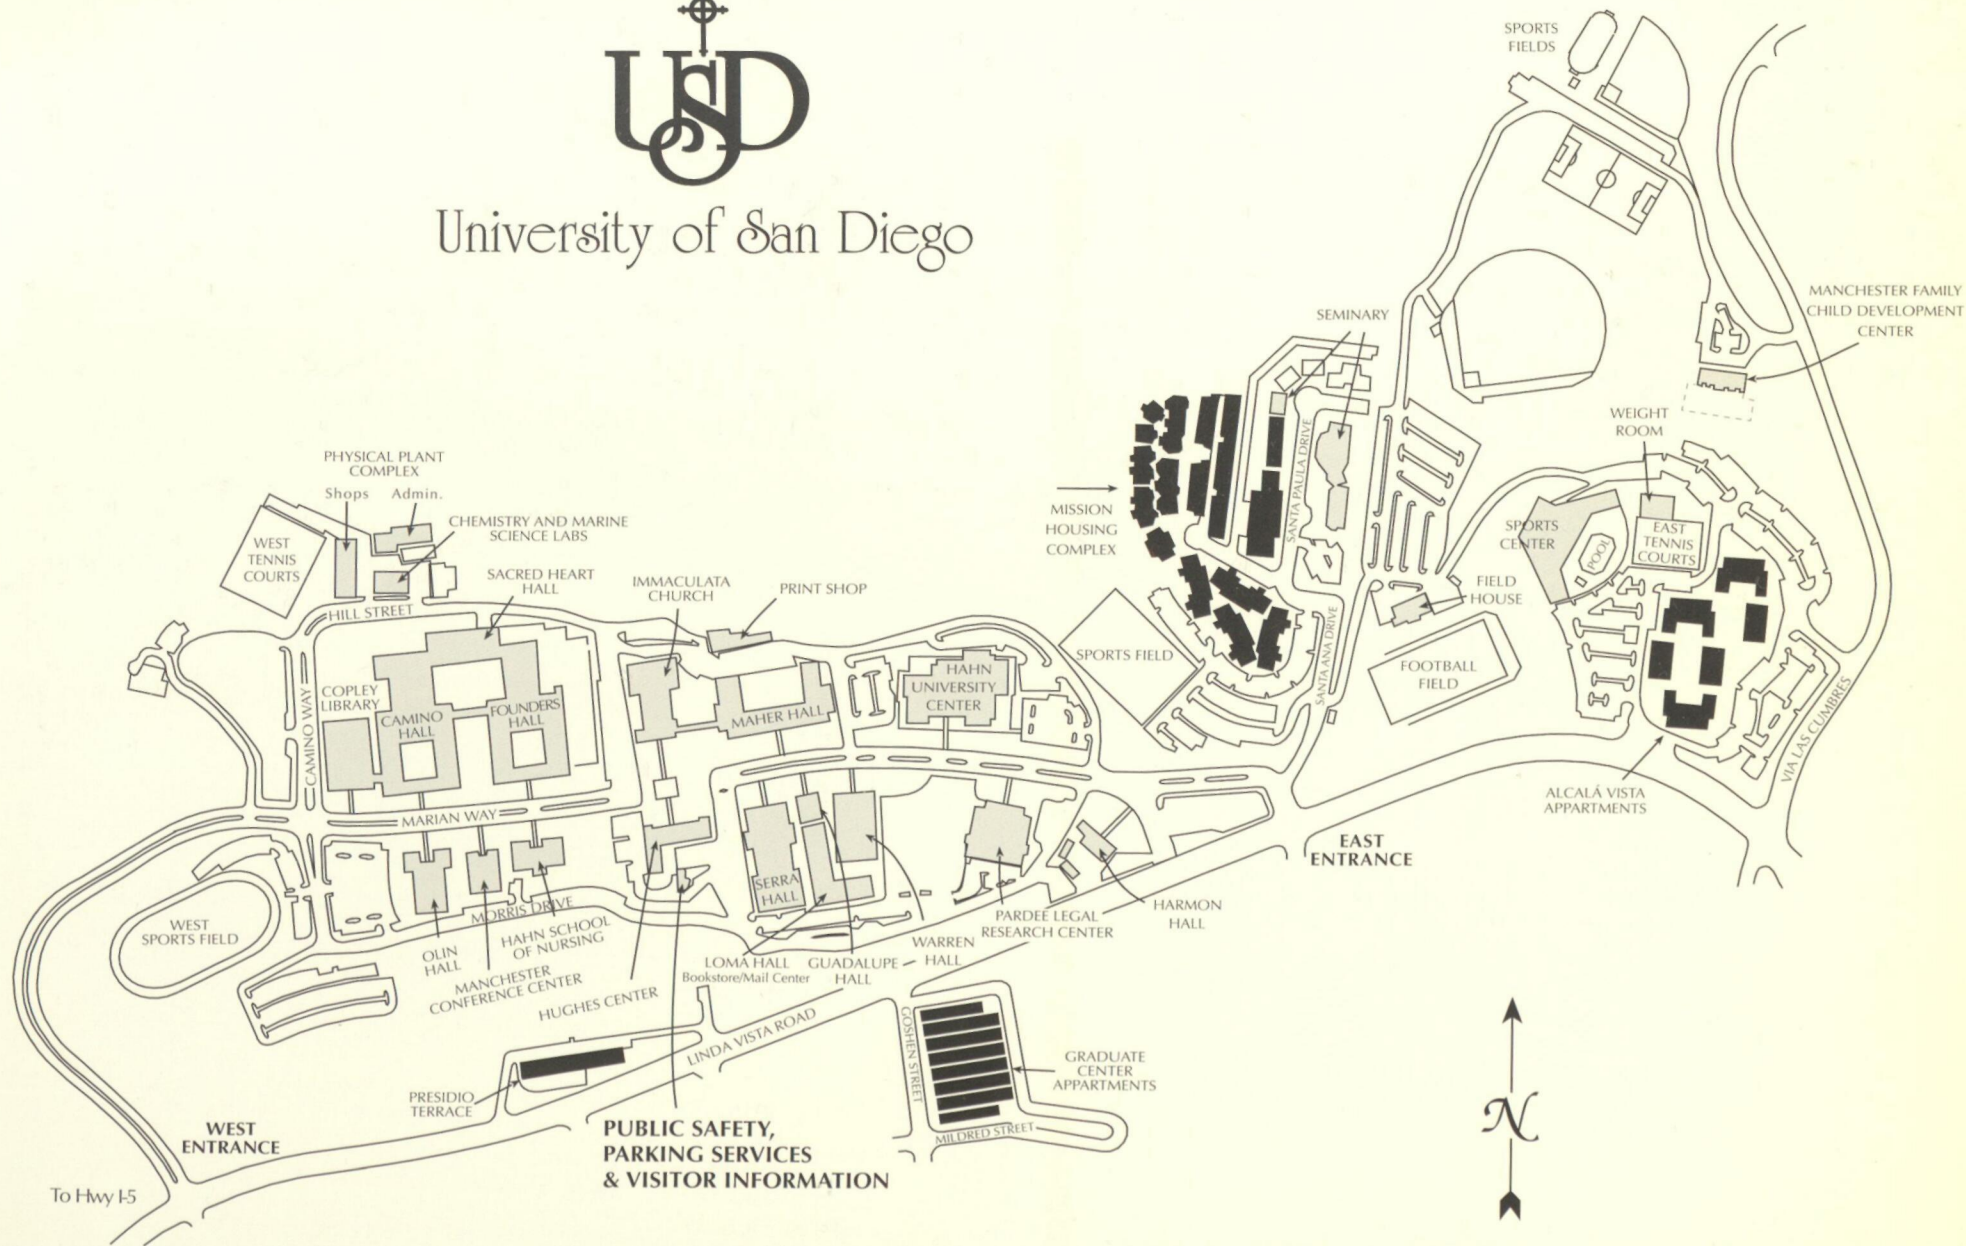 USD
University of San Diego
SPORTS
FIELDS
MANCHESTER FAMILY
CHILD DEVELOPMENT
CENTER
SEMINARY
WEIGHT
ROOM
PHYSICAL PLANT
COMPLEX
Shops Admin.
CHEMISTRY AND MARINE
SCIENCE LABS
WEST
TENNIS
COURTS
SACRED HEART
HALL
IMMACULATA
CHURCH
PRINT SHOP
HILL STREET
MISSION
HOUSING
COMPLEX
SANTA PAULA DRIVE
SPORTS
CENTER
POOL
EAST
TENNIS
COURTS
FIELD
HOUSE
SPORTS FIELD
SANTA ANA DRIVE
FOOTBALL
FIELD
COPLEY
LIBRARY
CAMINO WAY
CAMINO
HALL
FOUNDERS
HALL
MAHER HALL
HAHN
UNIVERSITY
CENTER
VIA LAS CUMBRES
ALCALÁ VISTA
APPARTMENTS
MARIAN WAY
EAST
ENTRANCE
SERRA
HALL
WEST
SPORTS FIELD
MORRIS DRIVE
OLIN
HALL
HAHN SCHOOL
OF NURSING
MANCHESTER
CONFERENCE CENTER
HUGHES CENTER
LOMA HALL
Bookstore/Mail Center
GUADALUPE
HALL
WARREN
HALL
PARDEE LEGAL
RESEARCH CENTER
HARMON
HALL
LINDA VISTA ROAD
GOSHEN STREET
GRADUATE
CENTER
APPARTMENTS
MILDRED STREET
PRESIDIO
TERRACE
WEST
ENTRANCE
PUBLIC SAFETY,
PARKING SERVICES
& VISITOR INFORMATION
To Hwy I-5
N